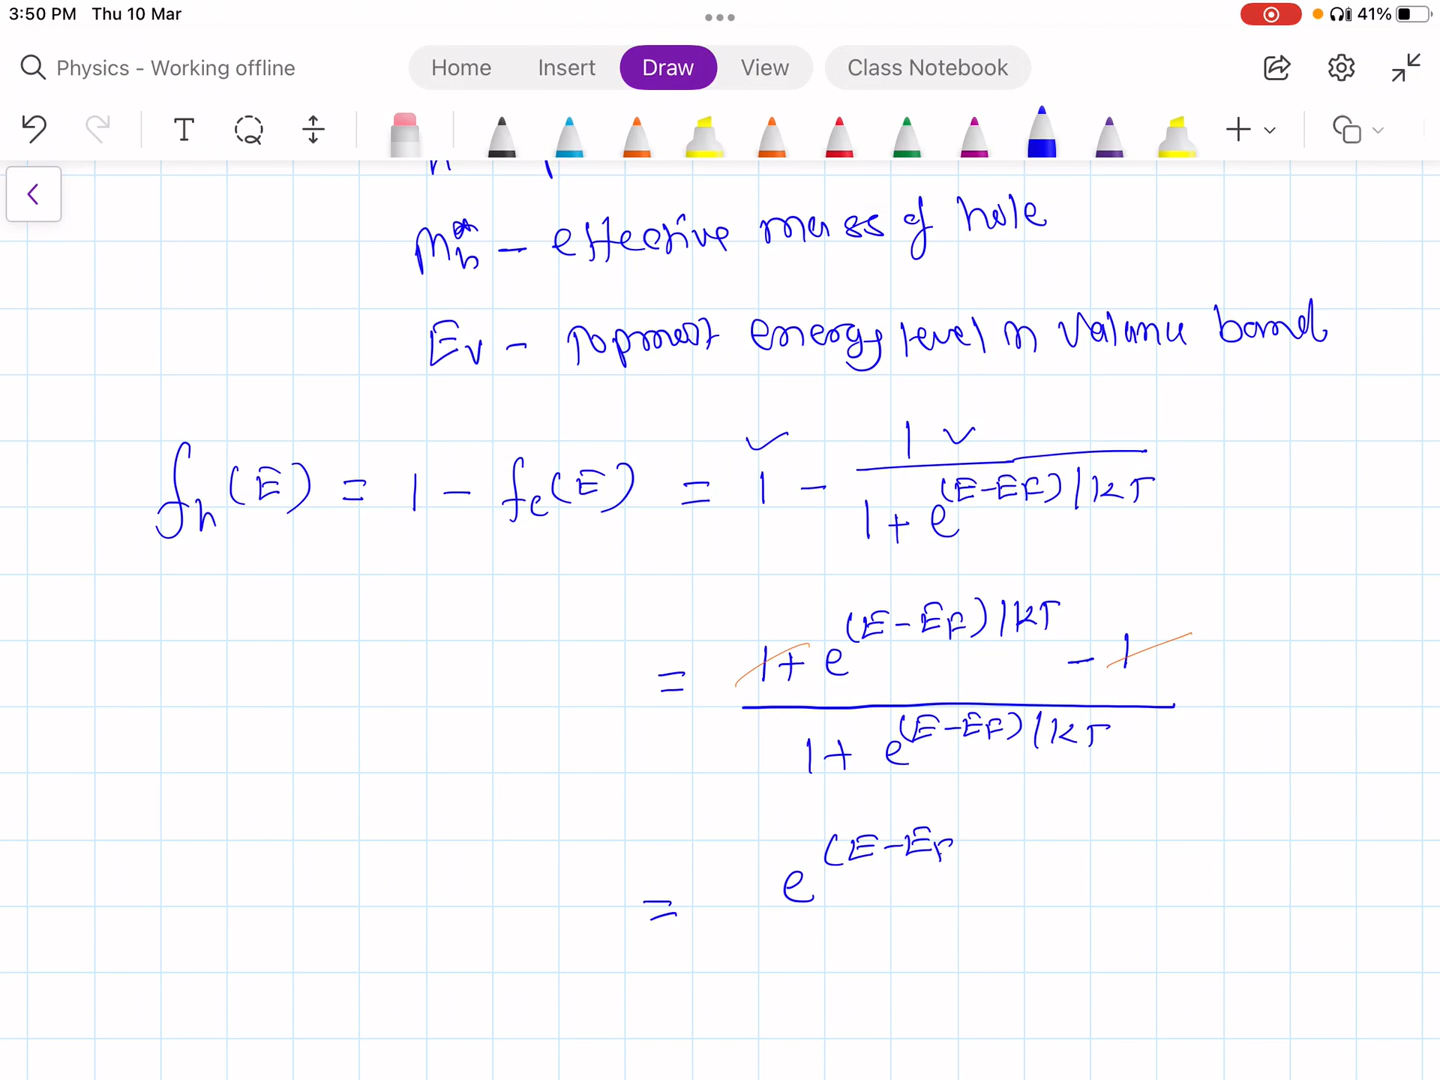 3:50 PM Thu 10 Mar
41%
Physics - Working offline
Home Insert Draw View Class Notebook
T
m*h - effective mass of hole
Ev - topmost energy level in valance band
fh(E) = 1 - fe(E) = 1 - 1 / 1 + e^(E-EF)/KT
= 1 + e^(E-EF)/KT - 1 / 1 + e^(E-EF)/KT
= e^(E-EF